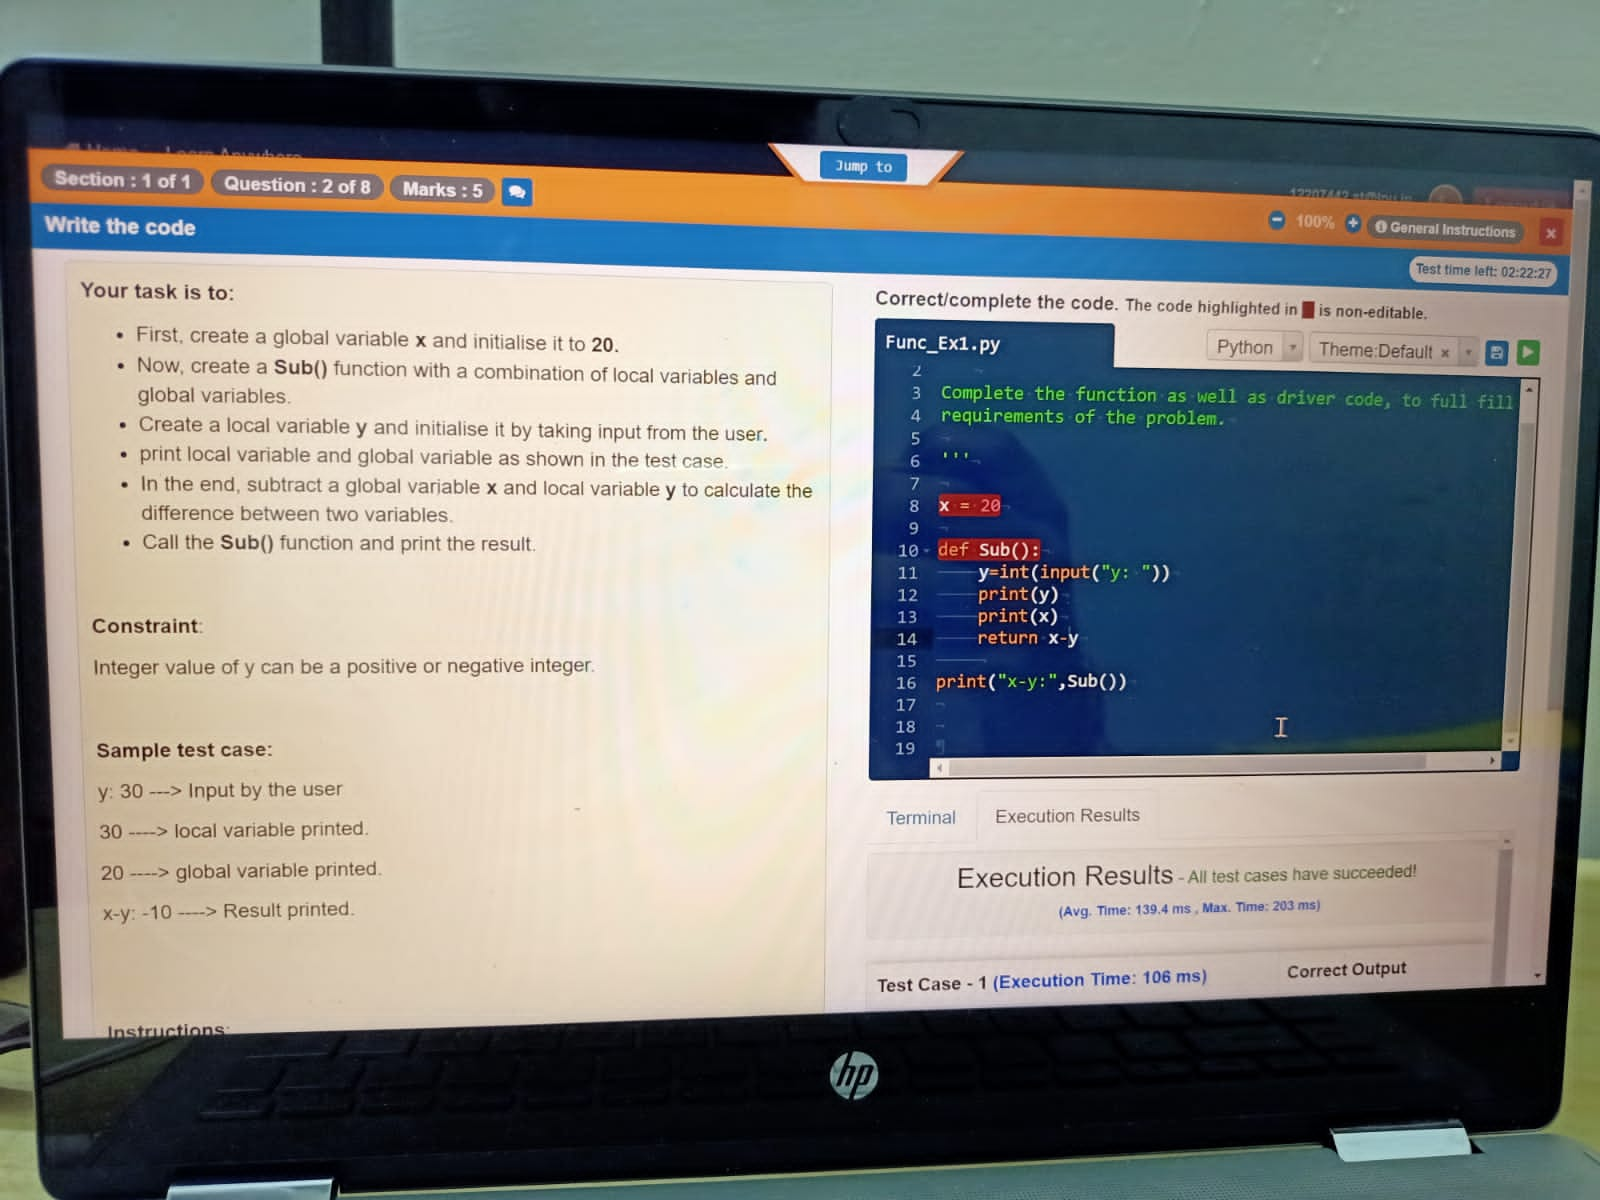 Jump to
Section : 1 of 1
Question : 2 of 8
Marks : 5
100%
General Instructions
x
Write the code
Test time left: 02:22:27
Your task is to:
• First, create a global variable x and initialise it to 20.
• Now, create a Sub() function with a combination of local variables and
global variables.
• Create a local variable y and initialise it by taking input from the user.
• print local variable and global variable as shown in the test case.
• In the end, subtract a global variable x and local variable y to calculate the
difference between two variables.
• Call the Sub() function and print the result.
Constraint:
Integer value of y can be a positive or negative integer.
Sample test case:
y: 30 ---> Input by the user
30 ----> local variable printed.
20 ----> global variable printed.
x-y: -10 ----> Result printed.
Instructions:
Correct/complete the code. The code highlighted in is non-editable.
Func_Ex1.py
Python
Theme:Default x
2
3 Complete the function as well as driver code, to full fill
4 requirements of the problem.
5
6 '''
7
8 x = 20
9
10 def Sub():
11 y=int(input("y: "))
12 print(y)
13 print(x)
14 return x-y
15
16 print("x-y:",Sub())
17
18
19
Terminal
Execution Results
Execution Results - All test cases have succeeded!
(Avg. Time: 139.4 ms , Max. Time: 203 ms)
Test Case - 1 (Execution Time: 106 ms)
Correct Output
hp